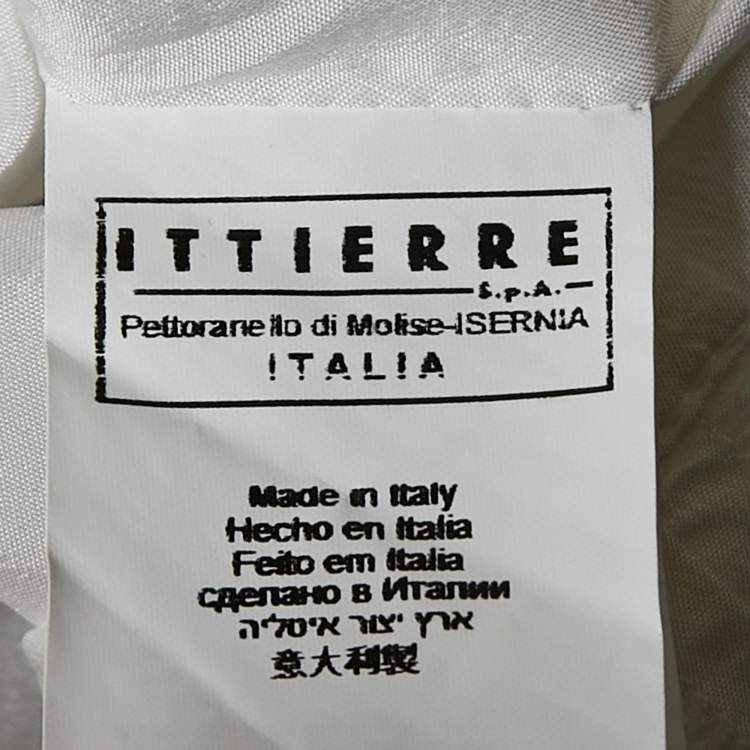 ITTIERRE
S.p.A.
Pettoranello di Molise-ISERNIA
ITALIA
Made in Italy
Hecho en Italia
Feito em Italia
сделано в Италии
ארץ יצור איטליה
意大利製